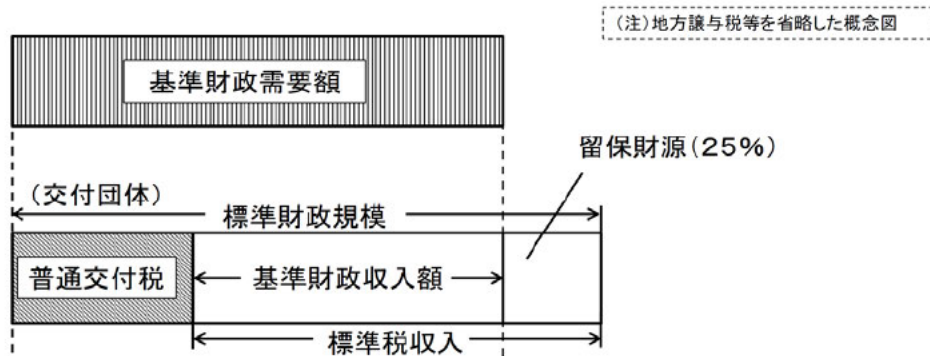 (注)地方譲与税等を省略した概念図
基準財政需要額
留保財源(25%)
(交付団体)
標準財政規模
普通交付税
基準財政収入額
標準税収入